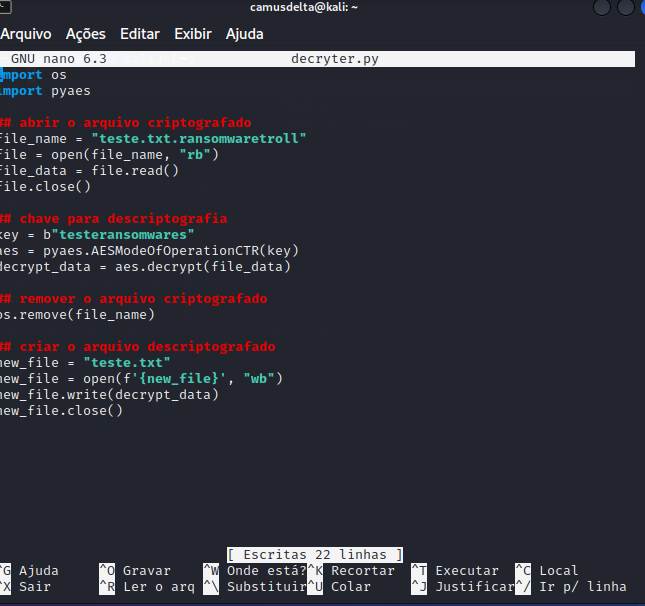 camusdelta@kali: ~
Arquivo Ações Editar Exibir Ajuda
GNU nano 6.3 decryter.py
import os
import pyaes
## abrir o arquivo criptografado
file_name = "teste.txt.ransomwaretroll"
file = open(file_name, "rb")
file_data = file.read()
file.close()
## chave para descriptografia
key = b"testeransomwares"
aes = pyaes.AESModeOfOperationCTR(key)
decrypt_data = aes.decrypt(file_data)
## remover o arquivo criptografado
os.remove(file_name)
## criar o arquivo descriptografado
new_file = "teste.txt"
new_file = open(f'{new_file}', "wb")
new_file.write(decrypt_data)
new_file.close()
[ Escritas 22 linhas ]
^G Ajuda ^O Gravar ^W Onde está? ^K Recortar ^T Executar ^C Local
^X Sair ^R Ler o arq ^\ Substituir ^U Colar ^J Justificar ^/ Ir p/ linha